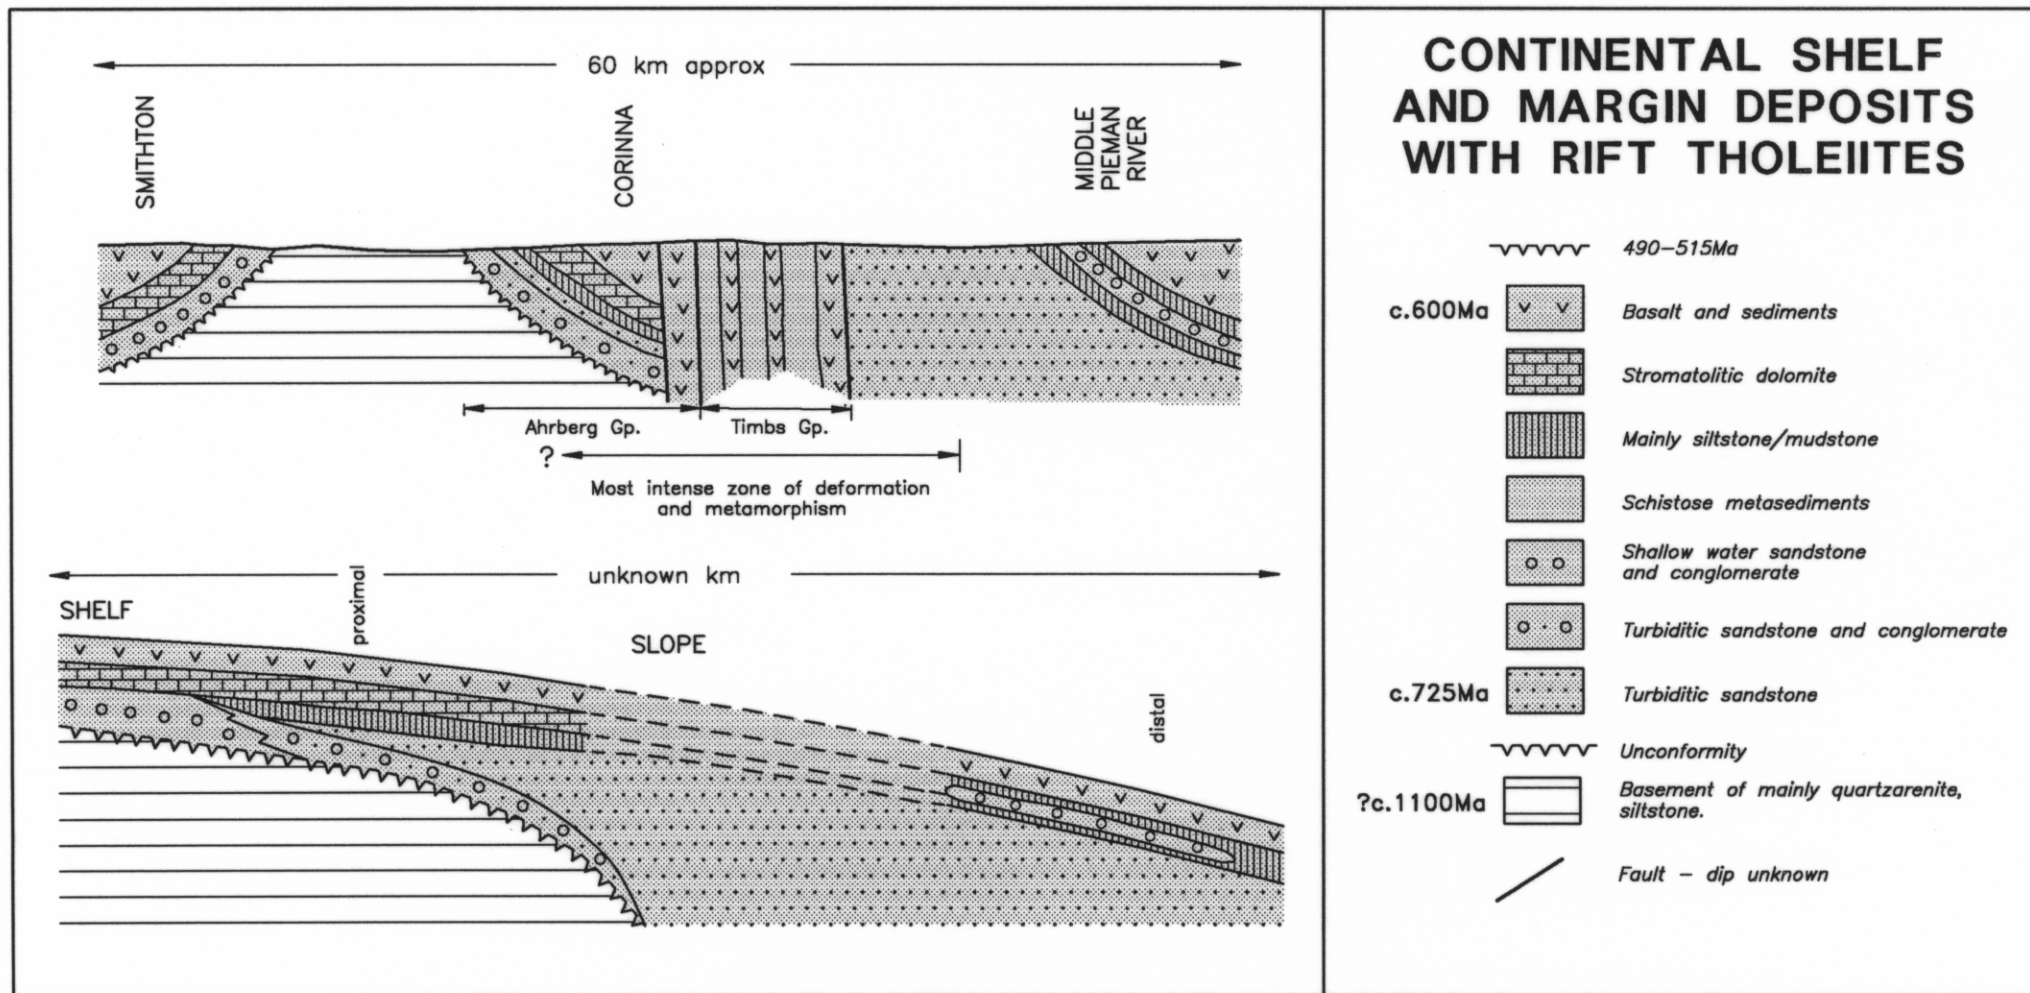 60 km approx
SMITHTON
CORINNA
MIDDLE
PIEMAN
RIVER
Ahrberg Gp.
Timbs Gp.
?
Most intense zone of deformation
and metamorphism
unknown km
proximal
SHELF
SLOPE
distal
CONTINENTAL SHELF
AND MARGIN DEPOSITS
WITH RIFT THOLEIITES
490-515Ma
c.600Ma
Basalt and sediments
Stromatolitic dolomite
Mainly siltstone/mudstone
Schistose metasediments
Shallow water sandstone
and conglomerate
Turbiditic sandstone and conglomerate
c.725Ma
Turbiditic sandstone
Unconformity
?c.1100Ma
Basement of mainly quartzarenite,
siltstone.
Fault - dip unknown